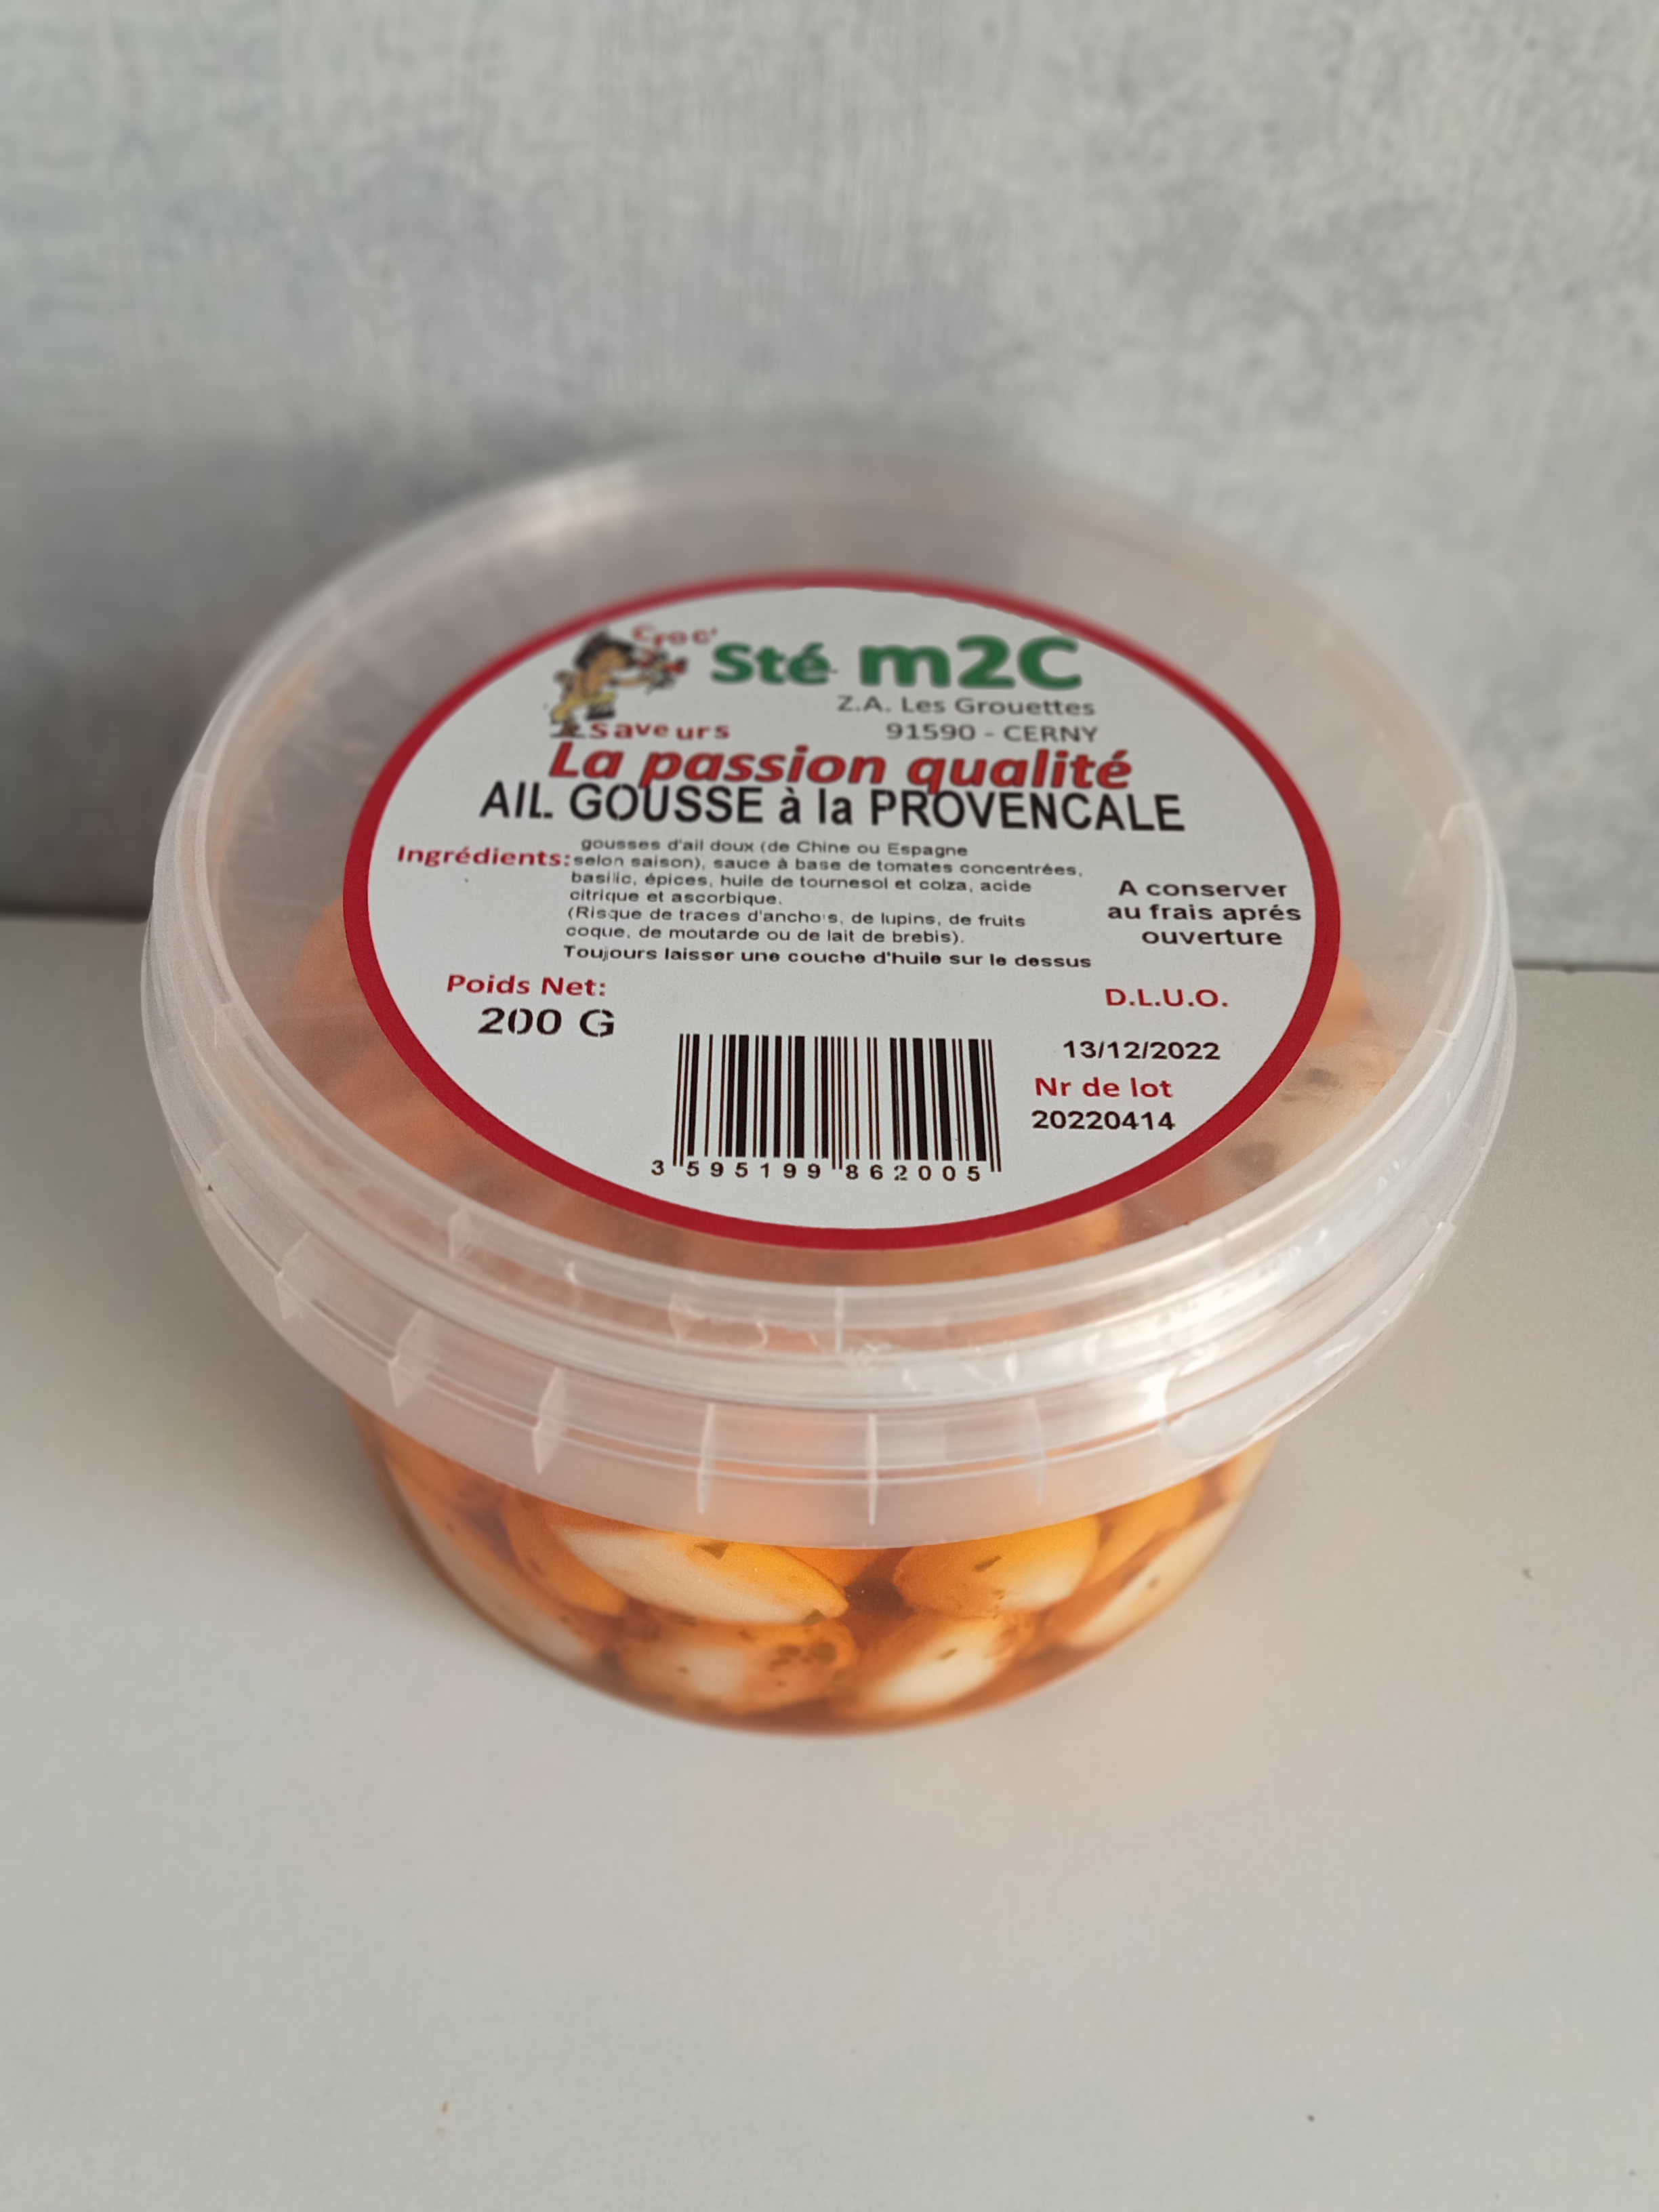 Croc'
Saveurs
Sté m2C
Z.A. Les Grouettes
91590 - CERNY
La passion qualité
AIL GOUSSE à la PROVENCALE
Ingrédients:
gousses d'ail doux (de Chine ou Espagne
selon saison), sauce à base de tomates concentrées,
basilic, épices, huile de tournesol et colza, acide
citrique et ascorbique.
(Risque de traces d'anchois, de lupins, de fruits
coque, de moutarde ou de lait de brebis).
Toujours laisser une couche d'huile sur le dessus
A conserver
au frais aprés
ouverture
Poids Net:
200 G
D.L.U.O.
13/12/2022
Nr de lot
20220414
3 595199 862005